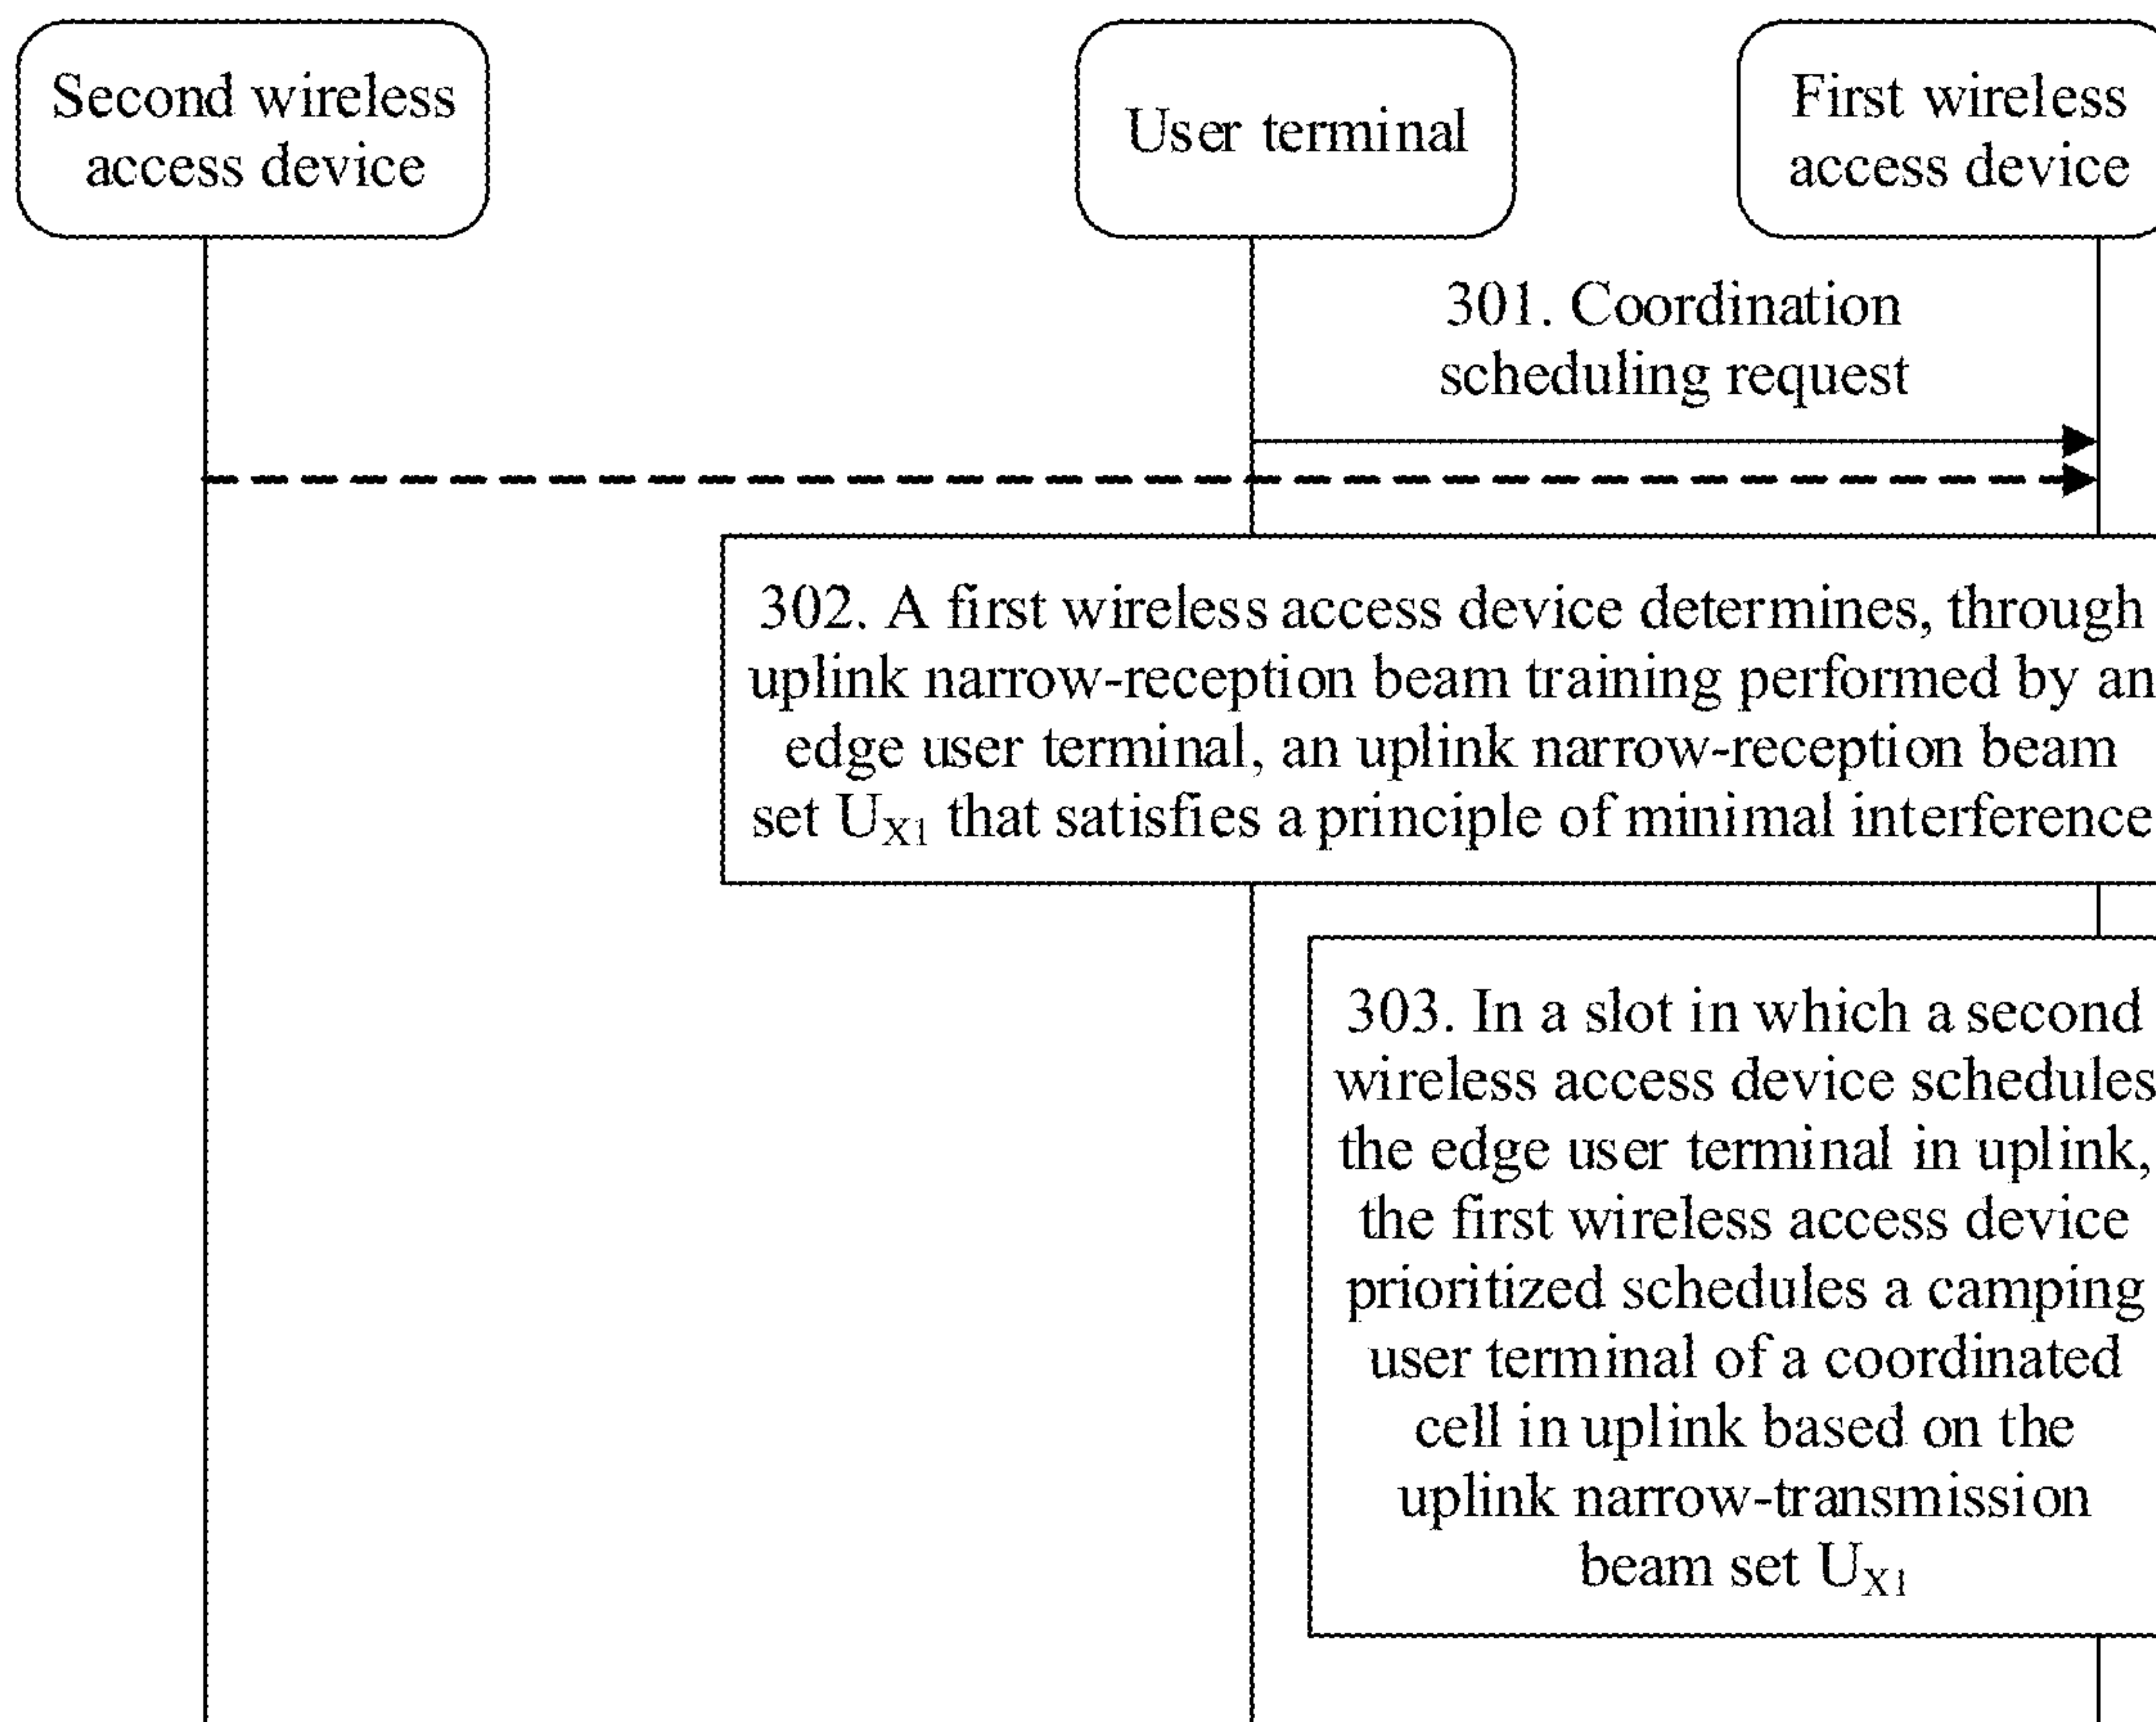 Second wireless
access device
User terminal
First wireless
access device
301. Coordination
scheduling request
302. A first wireless access device determines, through
uplink narrow-reception beam training performed by an
edge user terminal, an uplink narrow-reception beam
set U_X1 that satisfies a principle of minimal interference
303. In a slot in which a second
wireless access device schedules
the edge user terminal in uplink,
the first wireless access device
prioritized schedules a camping
user terminal of a coordinated
cell in uplink based on the
uplink narrow-transmission
beam set U_X1